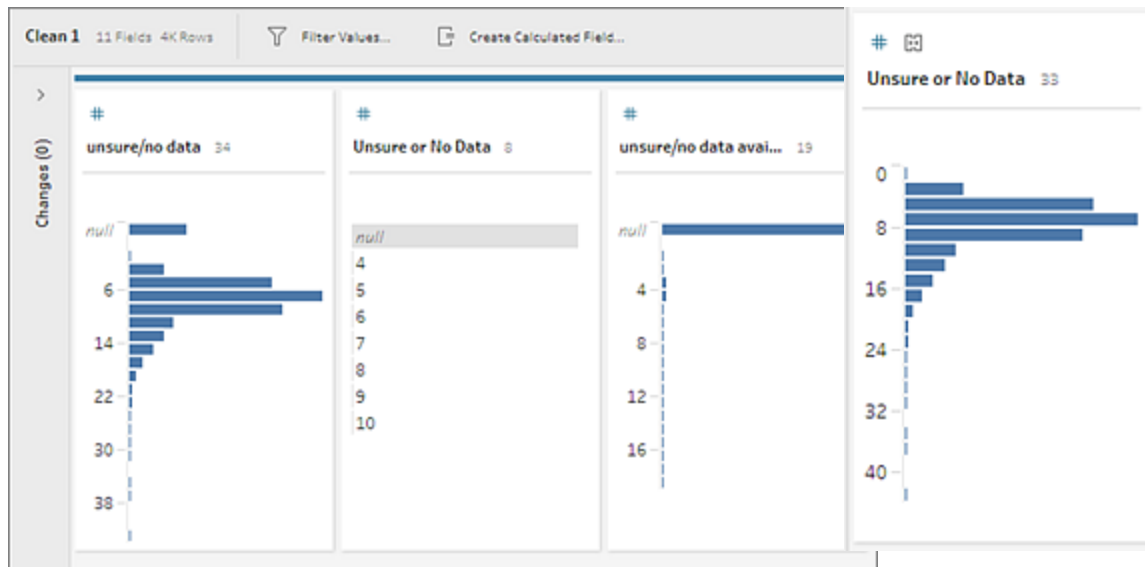 Clean 1 11 Fields 4K Rows Filter Values... Create Calculated Field...
Changes (0)
unsure/no data 34
null
6
14
22
30
38
Unsure or No Data 8
null
4
5
6
7
8
9
10
unsure/no data avai... 19
null
4
8
12
16
Unsure or No Data 33
0
8
16
24
32
40